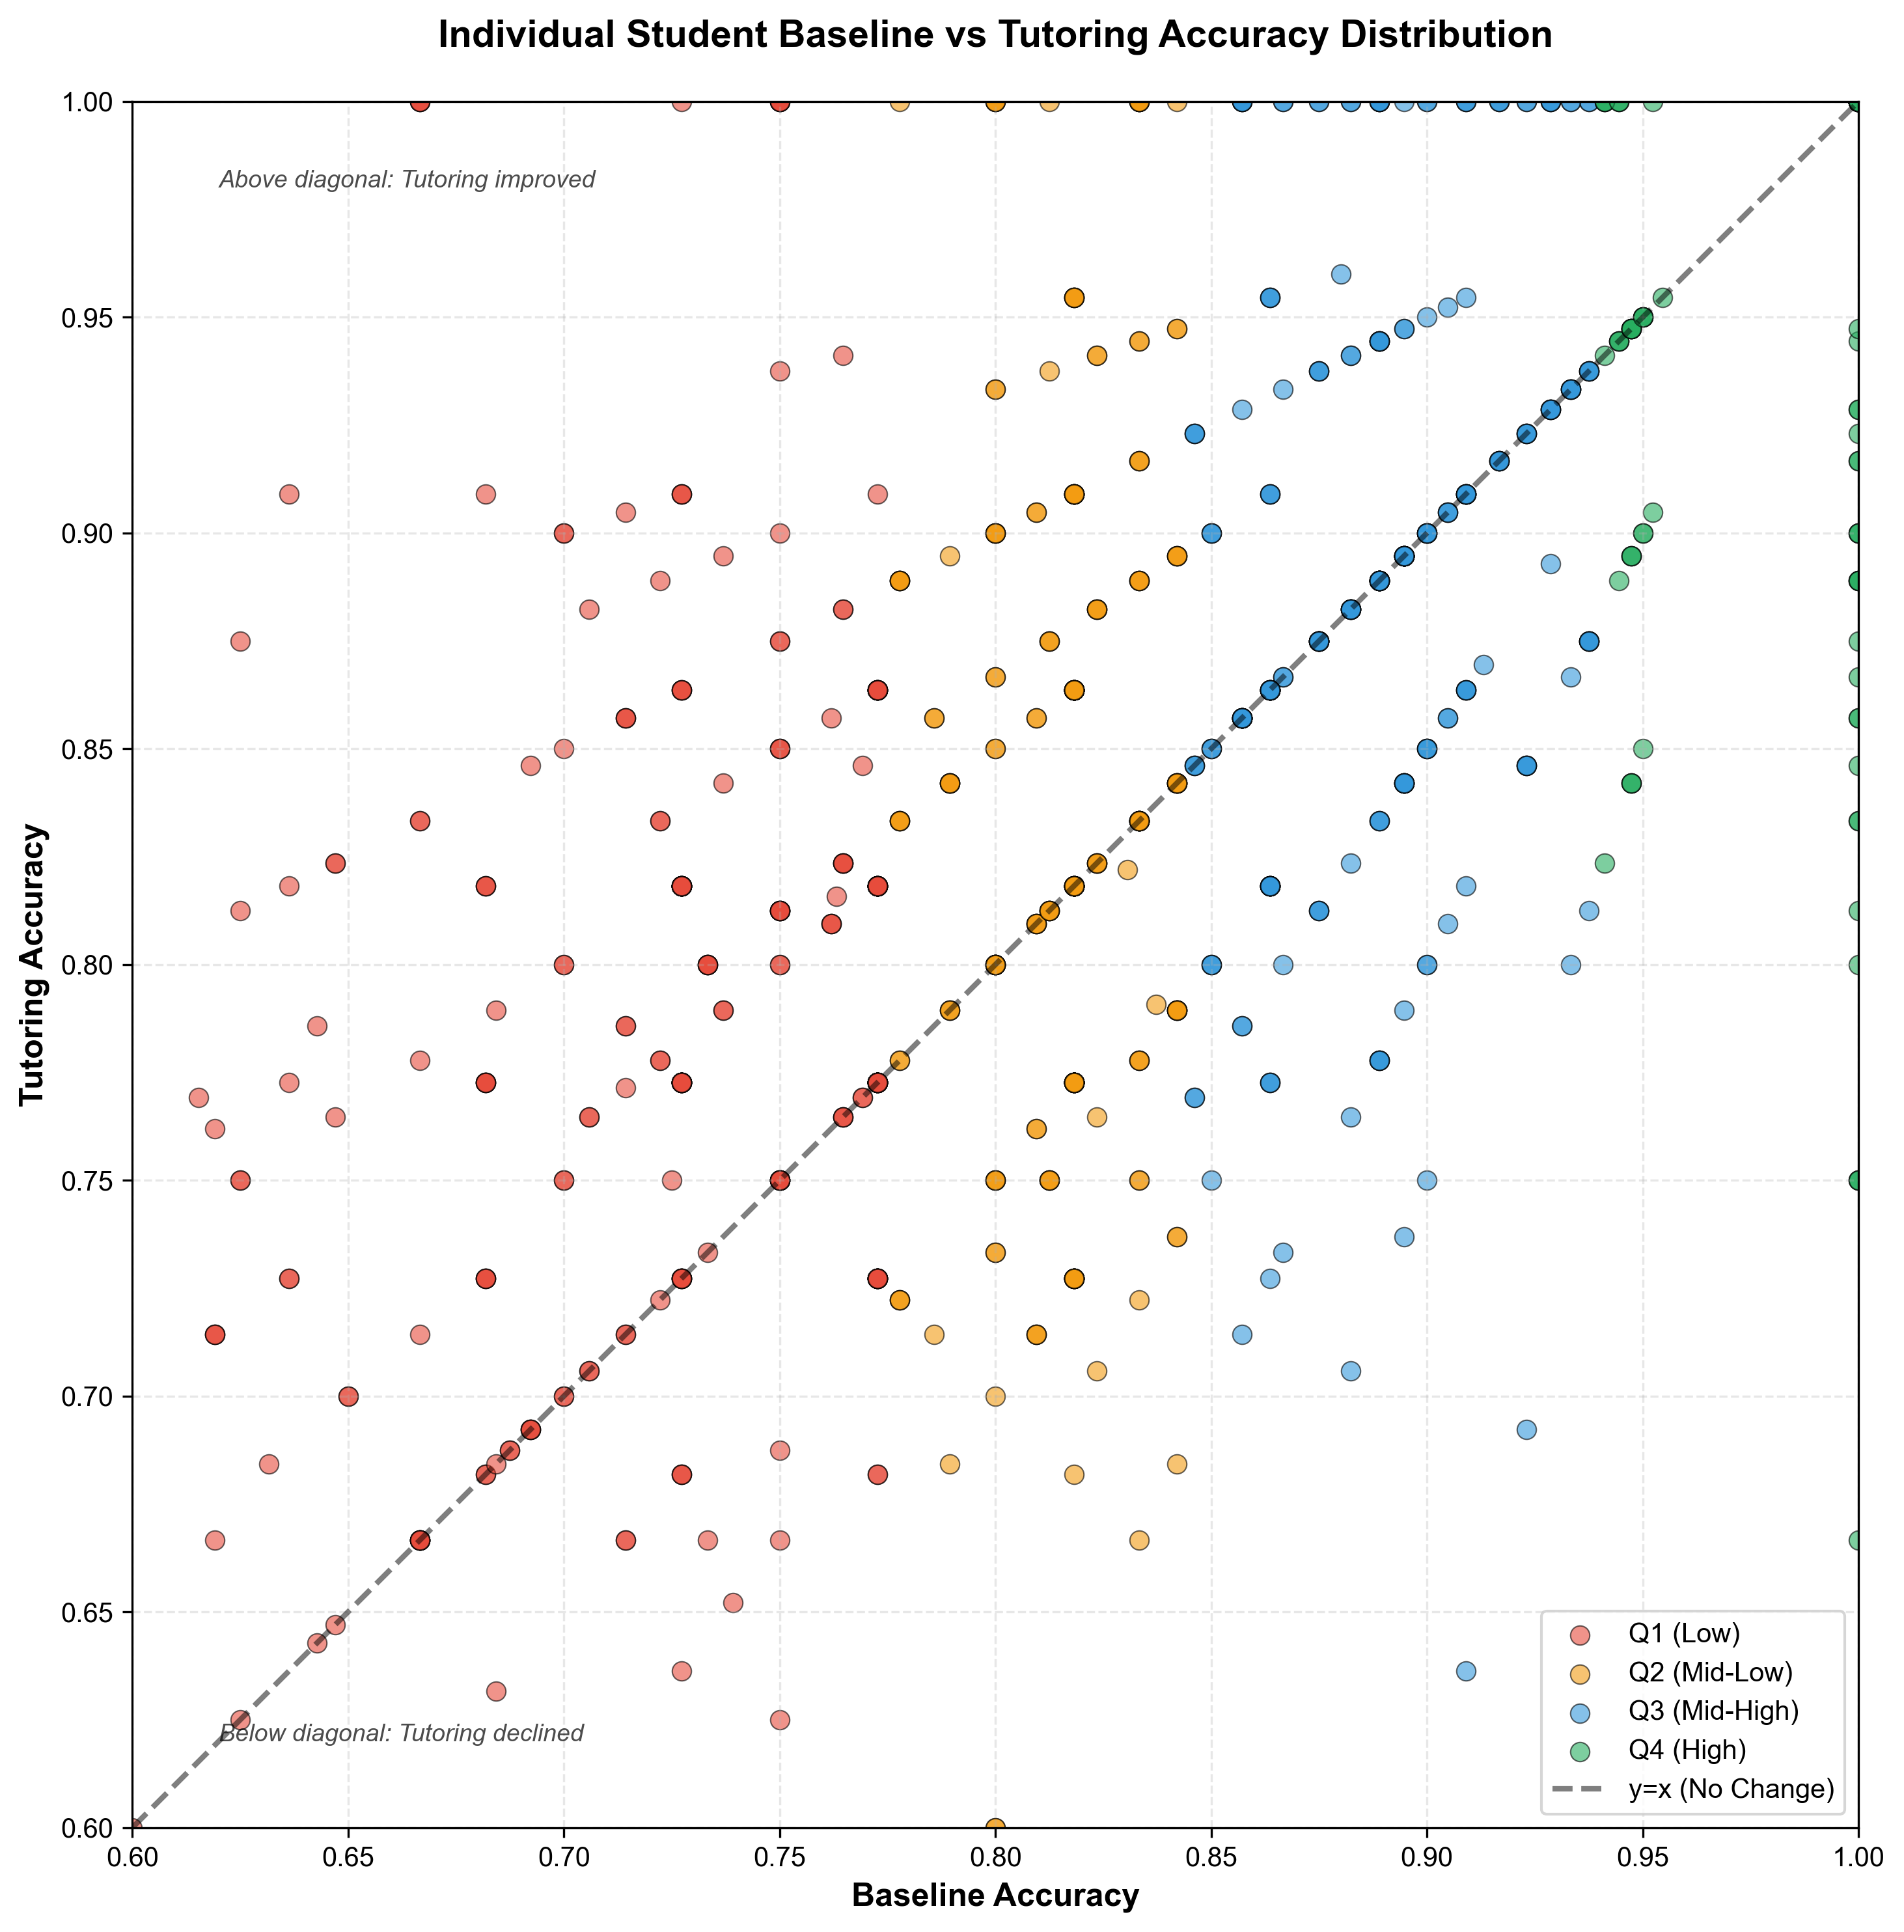 Individual Student Baseline vs Tutoring Accuracy Distribution
1.00
Above diagonal: Tutoring improved
0.95
0.90
0.85
Tutoring Accuracy
0.80
0.75
0.70
0.65
Q1 (Low)
Q2 (Mid-Low)
Q3 (Mid-High)
Below diagonal: Tutoring declined
Q4 (High)
y=x (No Change)
0.60
0.60 0.65 0.70 0.75 0.80 0.85 0.90 0.95 1.00
Baseline Accuracy